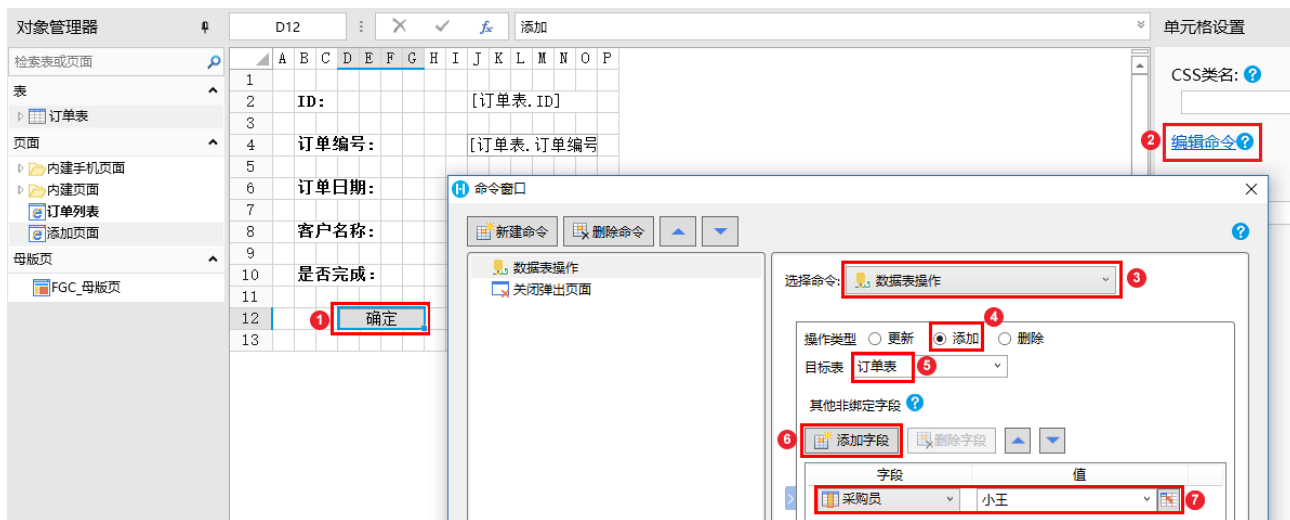 对象管理器
D12
fx
添加
单元格设置
检索表或页面
A B C D E F G H I J K L M N O P
CSS类名: ?
表
订单表
页面
内建手机页面
内建页面
订单列表
添加页面
母版页
FGC_母版页
1
2 ID: [订单表.ID]
3
4 订单编号: [订单表.订单编号
5
6 订单日期:
7
8 客户名称:
9
10 是否完成:
11
12 1 确定
13
2 编辑命令?
命令窗口
新建命令 删除命令 ?
数据表操作
关闭弹出页面
选择命令: 数据表操作 3
4
操作类型 更新 添加 删除
目标表 订单表 5
其他非绑定字段 ?
6 添加字段 删除字段
字段 值
采购员 小王 7